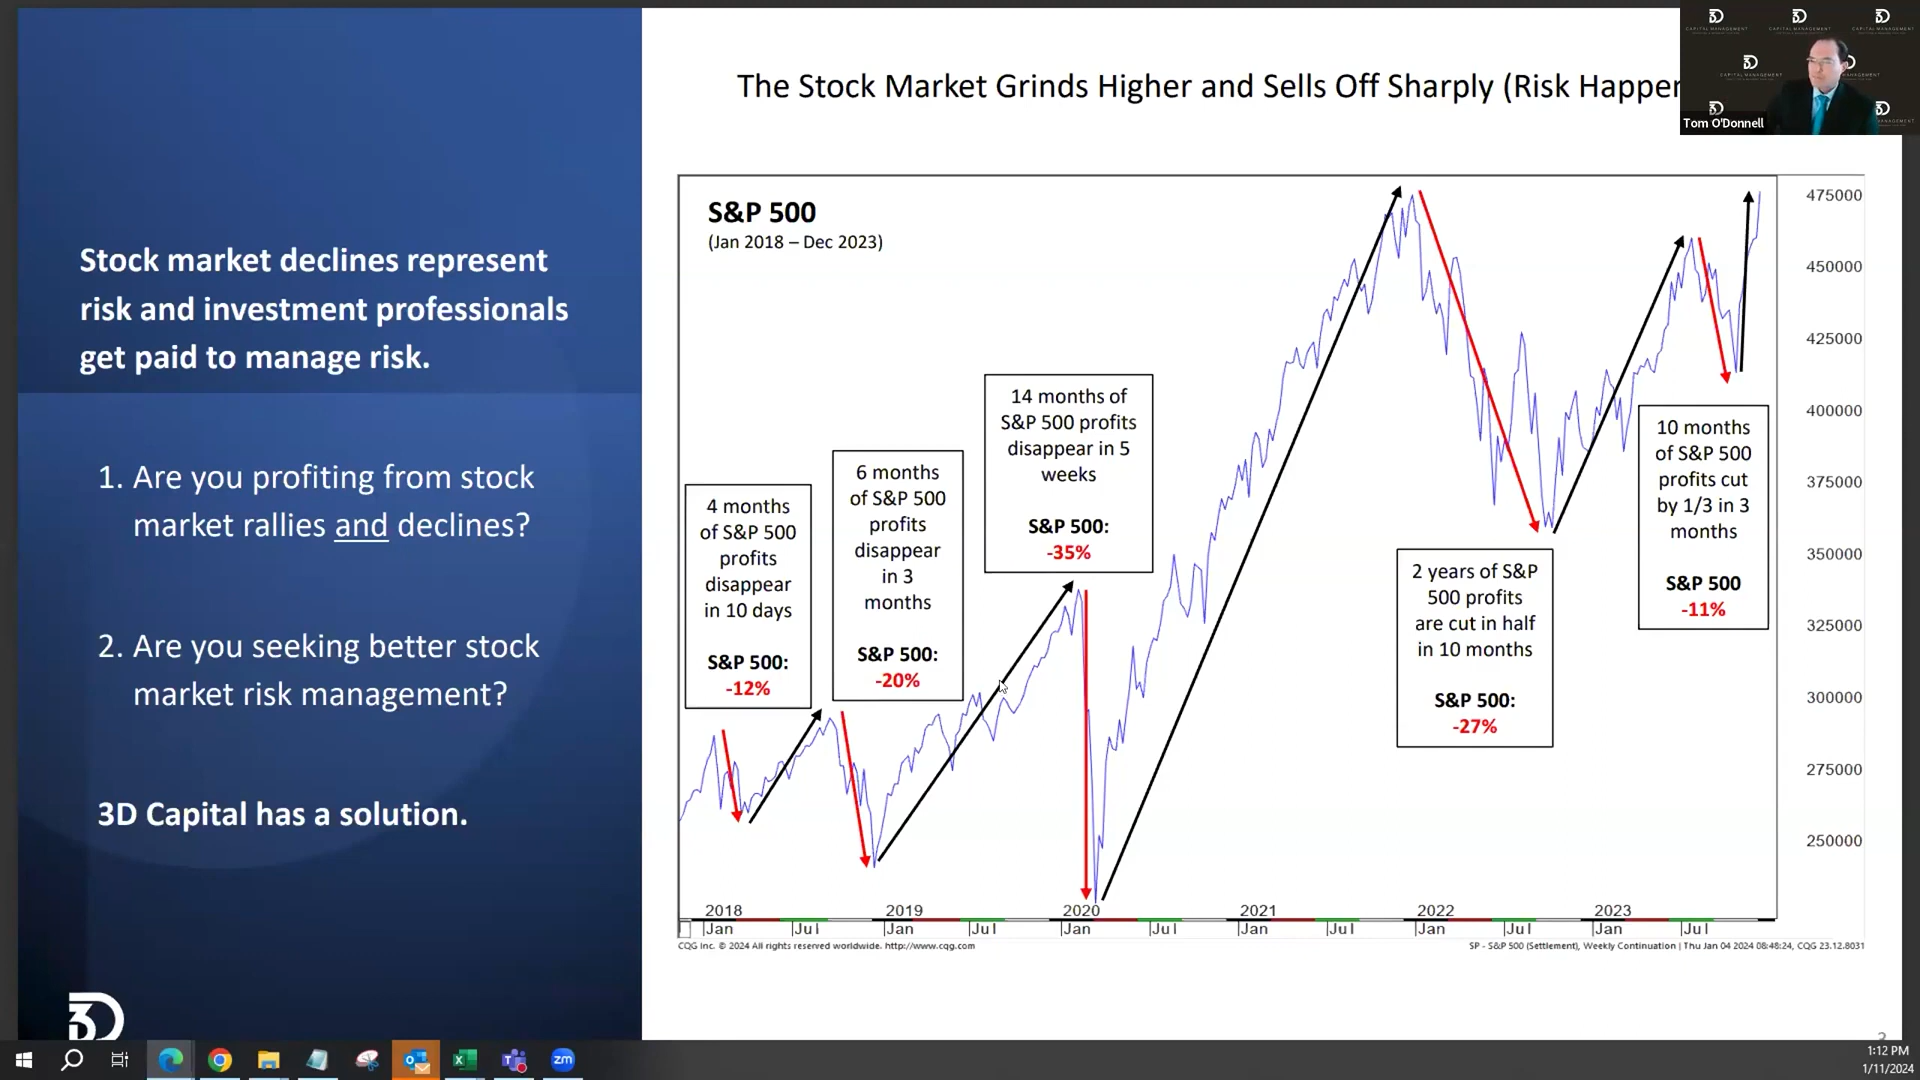 The Stock Market Grinds Higher and Sells Off Sharply (Risk Happen
3D
CAPITAL MANAGEMENT
Tom O'Donnell
Stock market declines represent
risk and investment professionals
get paid to manage risk.
1. Are you profiting from stock
market rallies and declines?
2. Are you seeking better stock
market risk management?
3D Capital has a solution.
3D
S&P 500
(Jan 2018 – Dec 2023)
4 months
of S&P 500
profits
disappear
in 10 days
S&P 500:
-12%
6 months
of S&P 500
profits
disappear
in 3
months
S&P 500:
-20%
14 months of
S&P 500 profits
disappear in 5
weeks
S&P 500:
-35%
2 years of S&P
500 profits
are cut in half
in 10 months
S&P 500:
-27%
10 months
of S&P 500
profits cut
by 1/3 in 3
months
S&P 500
-11%
475000
450000
425000
400000
375000
350000
325000
300000
275000
250000
2018 2019 2020 2021 2022 2023
Jan Jul Jan Jul Jan Jul Jan Jul Jan Jul Jan Jul
CQG Inc. © 2024 All rights reserved worldwide. http://www.cqg.com
SP - S&P 500 (Settlement), Weekly Continuation | Thu Jan 04 2024 08:48:24, CQG 23.12.8031
zm
1:12 PM
1/11/2024